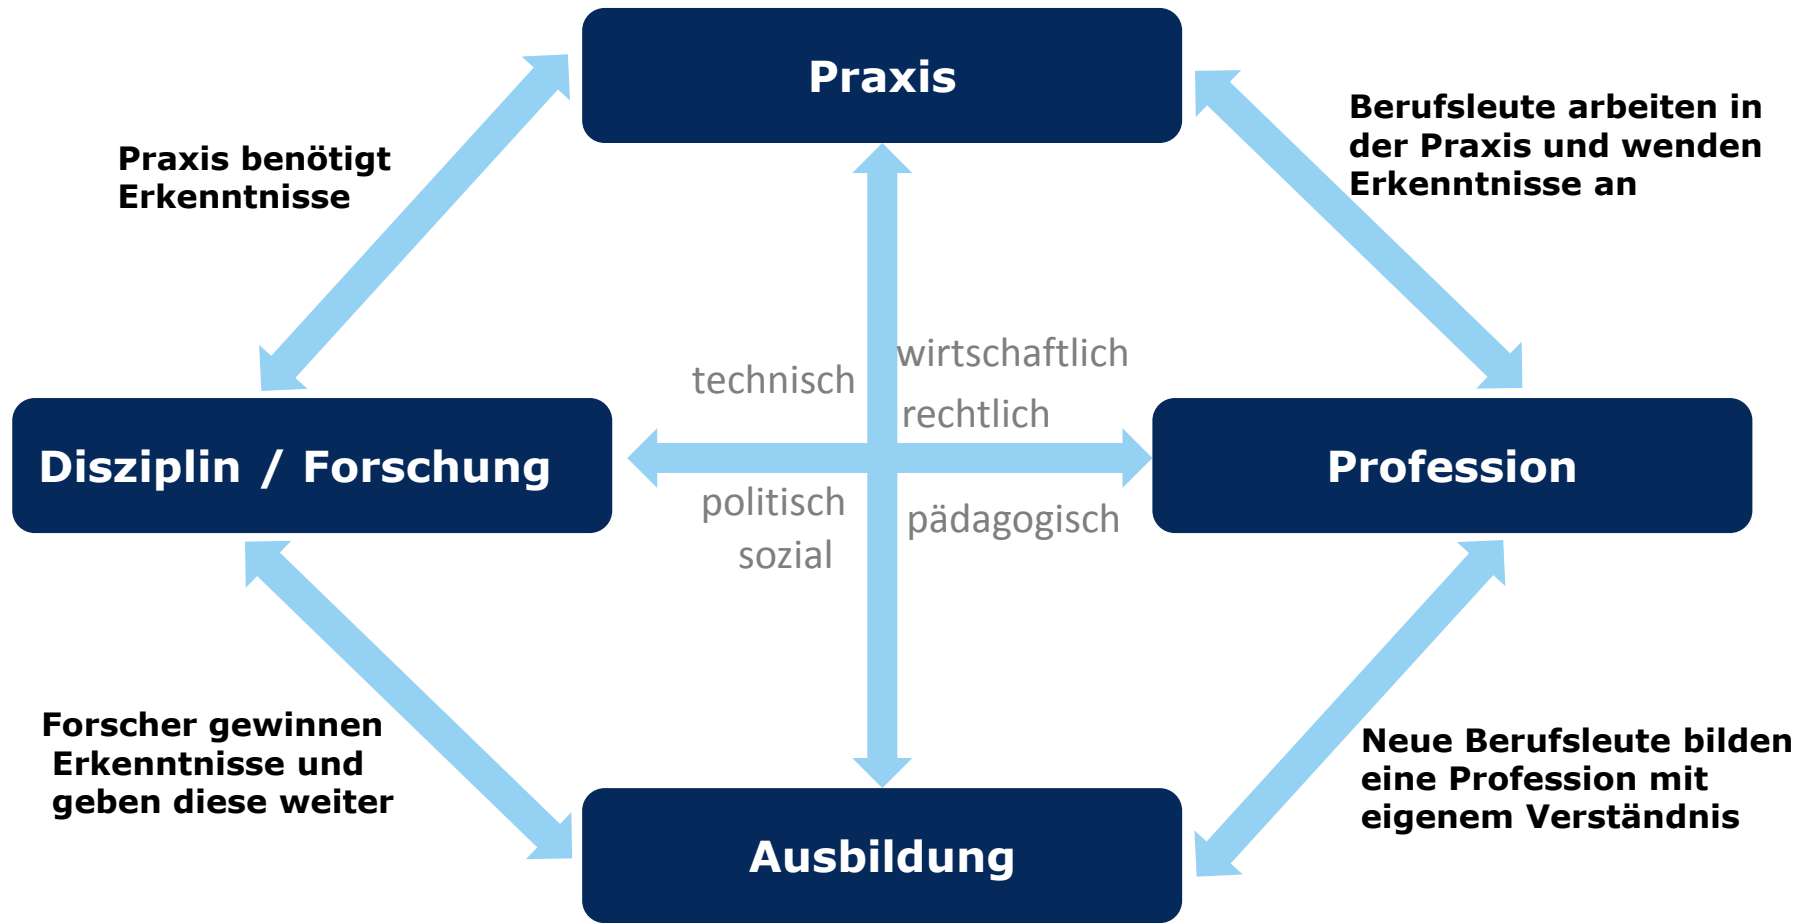 Praxis
Berufsleute arbeiten in
der Praxis und wenden
Erkenntnisse an
Praxis benötigt
Erkenntnisse
wirtschaftlich
technisch
rechtlich
Disziplin / Forschung
Profession
politisch
pädagogisch
sozial
Forscher gewinnen
Erkenntnisse und
geben diese weiter
Neue Berufsleute bilden
eine Profession mit
eigenem Verständnis
Ausbildung